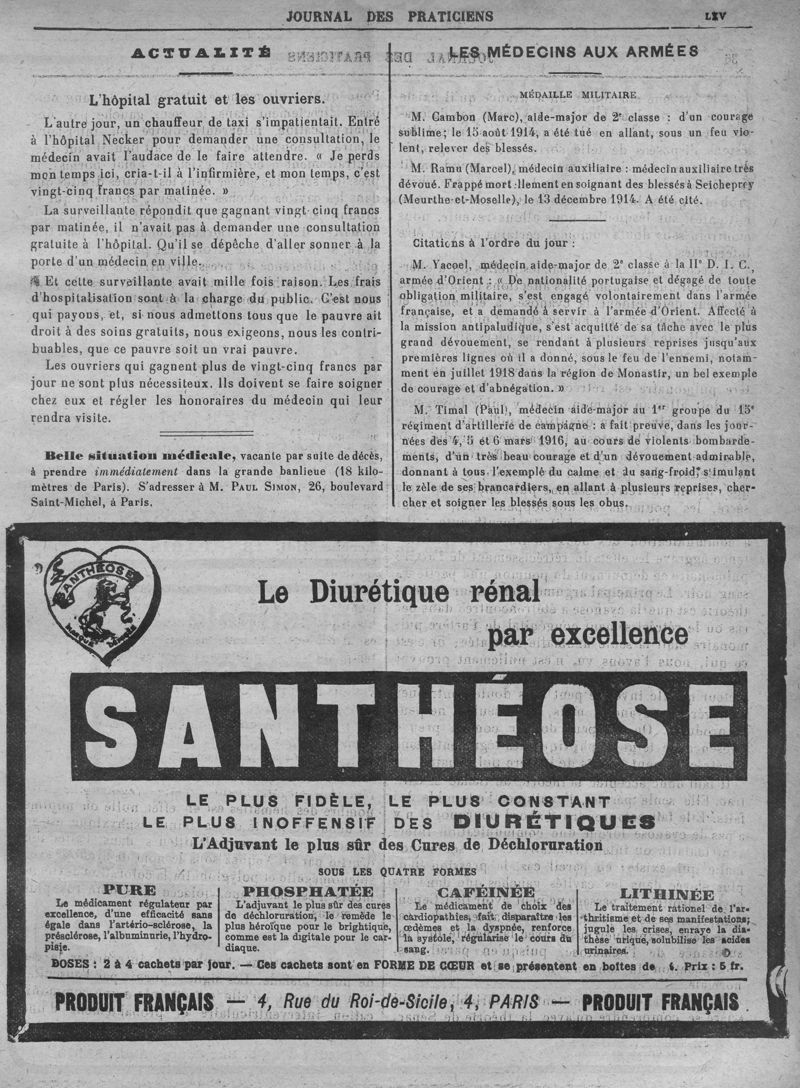 JOURNAL DES PRATICIENS
LXV
ACTUALITÉ
L'hôpital gratuit et les ouvriers.
L'autre jour, un chauffeur de taxi s'impatientait. Entré
à l'hôpital Necker pour demander une consultation, le
médecin avait l'audace de le faire attendre. « Je perds
mon temps ici, cria-t-il à l'infirmière, et mon temps, c'est
vingt-cinq francs par matinée. »
La surveillante répondit que gagnant vingt-cinq francs
par matinée, il n'avait pas à demander une consultation
gratuite à l'hôpital. Qu'il se dépêche d'aller sonner à la
porte d'un médecin en ville.
Et cette surveillante avait mille fois raison. Les frais
d'hospitalisation sont à la charge du public. C'est nous
qui payons, et, si nous admettons tous que le pauvre ait
droit à des soins gratuits, nous exigeons, nous les contri-
buables, que ce pauvre soit un vrai pauvre.
Les ouvriers qui gagnent plus de vingt-cinq francs par
jour ne sont plus nécessiteux. Ils doivent se faire soigner
chez eux et régler les honoraires du médecin qui leur
rendra visite.
Belle situation médicale, vacante par suite de décès,
à prendre immédiatement dans la grande banlieue (18 kilo-
mètres de Paris). S'adresser à M. PAUL SIMON, 26, boulevard
Saint-Michel, à Paris.
LES MÉDECINS AUX ARMÉES
MÉDAILLE MILITAIRE
M. Cambon (Marc), aide-major de 2e classe : d'un courage
sublime; le 15 août 1914, a été tué en allant, sous un feu vio-
lent, relever des blessés.
M. Ramu (Marcel), médecin auxiliaire : médecin auxiliaire très
dévoué. Frappé mortellement en soignant des blessés à Seicheprey
(Meurthe-et-Moselle), le 13 décembre 1914. A été cité.
Citations à l'ordre du jour :
M. Yacoel, médecin aide-major de 2e classe à la IIe D. I. C.,
armée d'Orient : « De nationalité portugaise et dégagé de toute
obligation militaire, s'est engagé volontairement dans l'armée
française, et a demandé à servir à l'armée d'Orient. Affecté à
la mission antipaludique, s'est acquitté de sa tâche avec le plus
grand dévouement, se rendant à plusieurs reprises jusqu'aux
premières lignes où il a donné, sous le feu de l'ennemi, notam-
ment en juillet 1918 dans la région de Monastir, un bel exemple
de courage et d'abnégation. »
M. Timal (Paul), médecin aide-major au 1er groupe du 15e
régiment d'artillerie de campagne : a fait preuve, dans les jour-
nées des 4, 5 et 6 mars 1916, au cours de violents bombarde-
ments, d'un très beau courage et d'un dévouement admirable,
donnant à tous l'exemple du calme et du sang-froid, stimulant
le zèle de ses brancardiers, en allant à plusieurs reprises, cher-
cher et soigner les blessés sous les obus.
SANTHÉOSE
Le Diurétique rénal
par excellence
SANTHÉOSE
LE PLUS FIDÈLE, LE PLUS CONSTANT
LE PLUS INOFFENSIF DES DIURÉTIQUES
L'Adjuvant le plus sûr des Cures de Déchloruration
SOUS LES QUATRE FORMES
PURE
Le médicament régulateur par
excellence, d'une efficacité sans
égale dans l'artério-sclérose, la
présclérose, l'albuminurie, l'hydro-
pisie.
PHOSPHATÉE
L'adjuvant le plus sûr des cures
de déchloruration, le remède le
plus héroïque pour le brightique,
comme est la digitale pour le car-
diaque.
CAFÉINÉE
Le médicament de choix des
cardiopathies, fait disparaître les
œdèmes et la dyspnée, renforce
la systole, régularise le cours du
sang.
LITHINÉE
Le traitement rationel de l'ar-
thritisme et de ses manifestations;
jugule les crises, enraye la dia-
thèse urique, solubilise les acides
urinaires.
DOSES : 2 à 4 cachets par jour. — Ces cachets sont en FORME DE CŒUR et se présentent en boîtes de Prix : 5 fr.
PRODUIT FRANÇAIS — 4, Rue du Roi-de-Sicile, 4, PARIS — PRODUIT FRANÇAIS